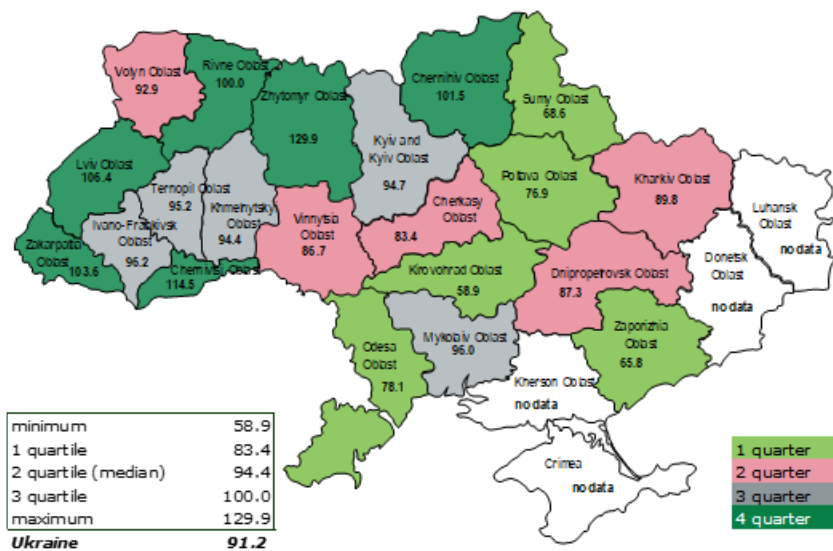 Volyn Oblast
92.9
Rivne Oblast
100.0
Zhytomyr Oblast
129.9
Chernihiv Oblast
101.5
Sumy Oblast
68.6
Kyiv and
Kyiv Oblast
94.7
Lviv Oblast
106.4
Ternopil Oblast
95.2
Khmelnytsky
Oblast
94.4
Ivano-Frankivsk
Oblast
96.2
Zakarpattia
Oblast
103.6
Chernivtsi Oblast
114.5
Vinnytsia
Oblast
86.7
Cherkasy
Oblast
83.4
Poltava Oblast
76.9
Kharkiv Oblast
89.8
Luhansk
Oblast
no data
Donetsk
Oblast
no data
Kirovohrad Oblast
58.9
Dnipropetrovsk Oblast
87.3
Zaporizhia
Oblast
65.8
Odesa
Oblast
78.1
Mykolaiv Oblast
96.0
Kherson Oblast
no data
Crimea
no data
minimum 58.9
1 quartile 83.4
2 quartile (median) 94.4
3 quartile 100.0
maximum 129.9
Ukraine 91.2
1 quarter
2 quarter
3 quarter
4 quarter